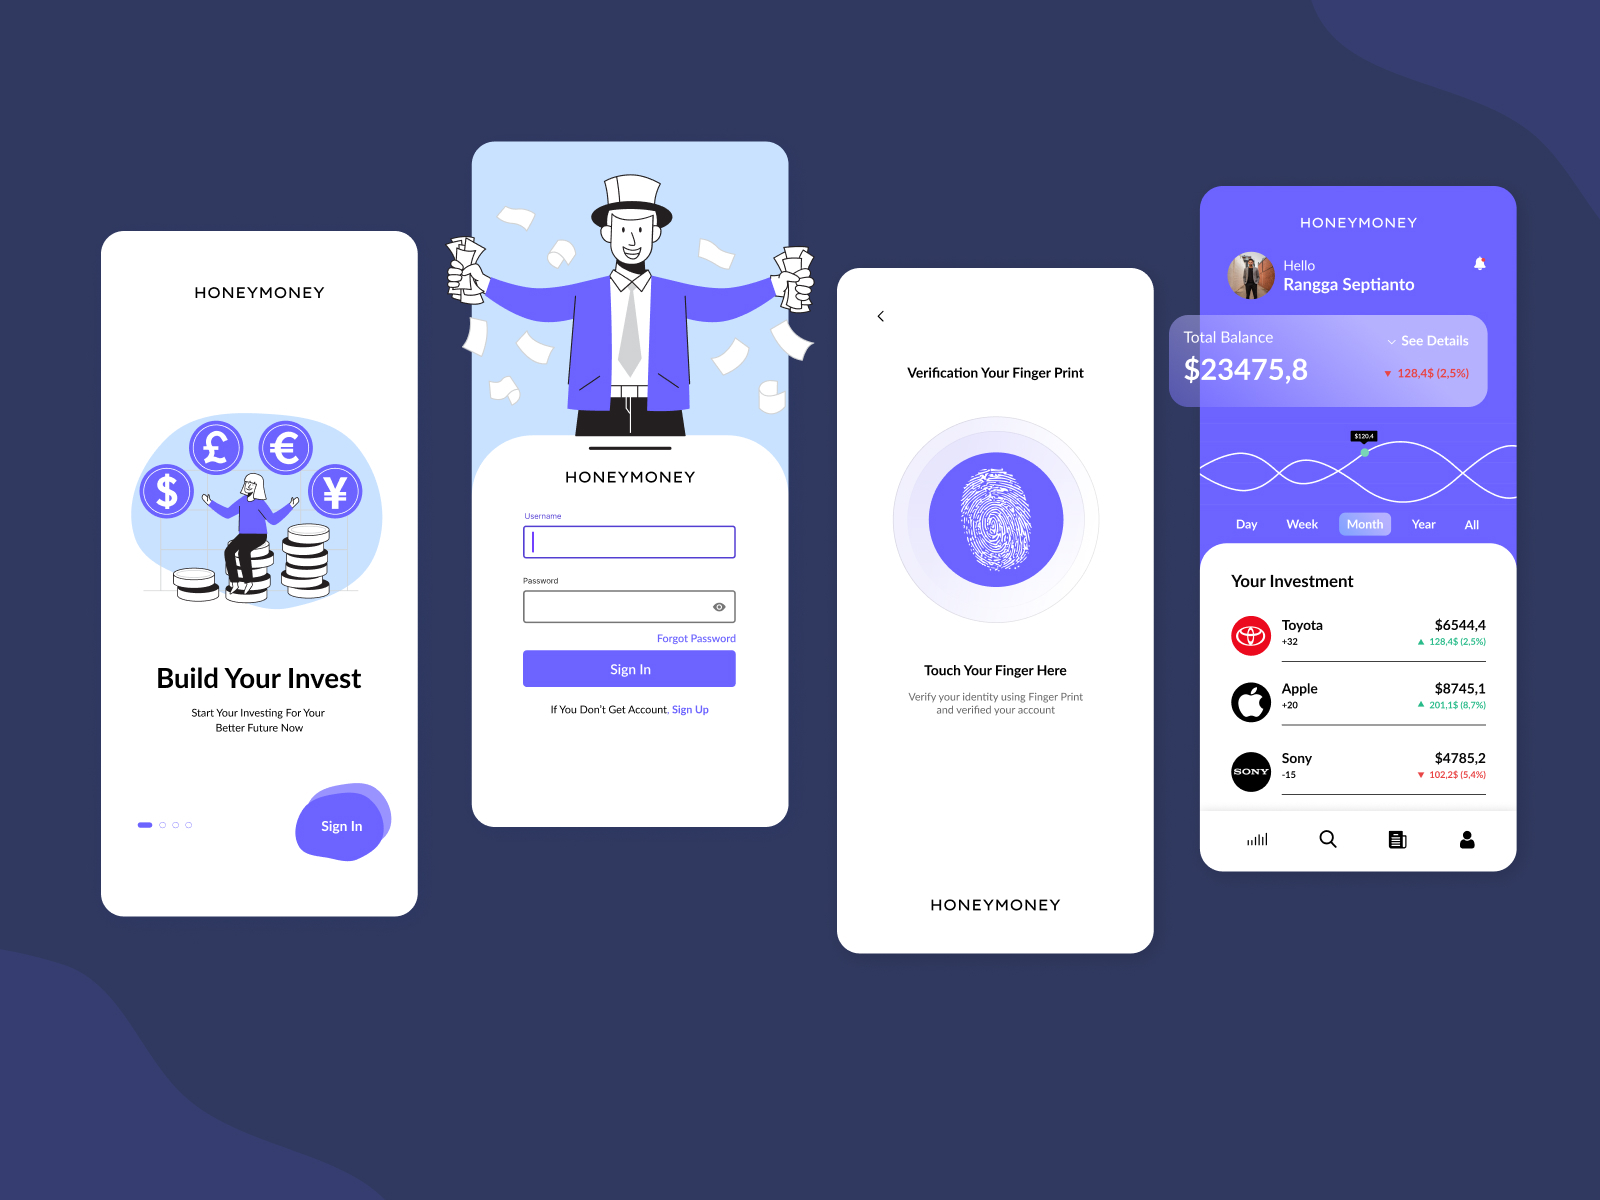 HONEYMONEY
$
£
€
¥
Build Your Invest
Start Your Investing For Your
Better Future Now
Sign In
HONEYMONEY
Username
Password
Forgot Password
Sign In
If You Don't Get Account, Sign Up
Verification Your Finger Print
Touch Your Finger Here
Verify your identity using Finger Print
and verified your account
HONEYMONEY
HONEYMONEY
Hello
Rangga Septianto
Total Balance
See Details
$23475,8
128,4$ (2,5%)
$120.4
Day Week Month Year All
Your Investment
Toyota $6544,4
+32 128,4$ (2,5%)
Apple $8745,1
+20 201,1$ (8,7%)
SONY
Sony $4785,2
-15 102,2$ (5,4%)